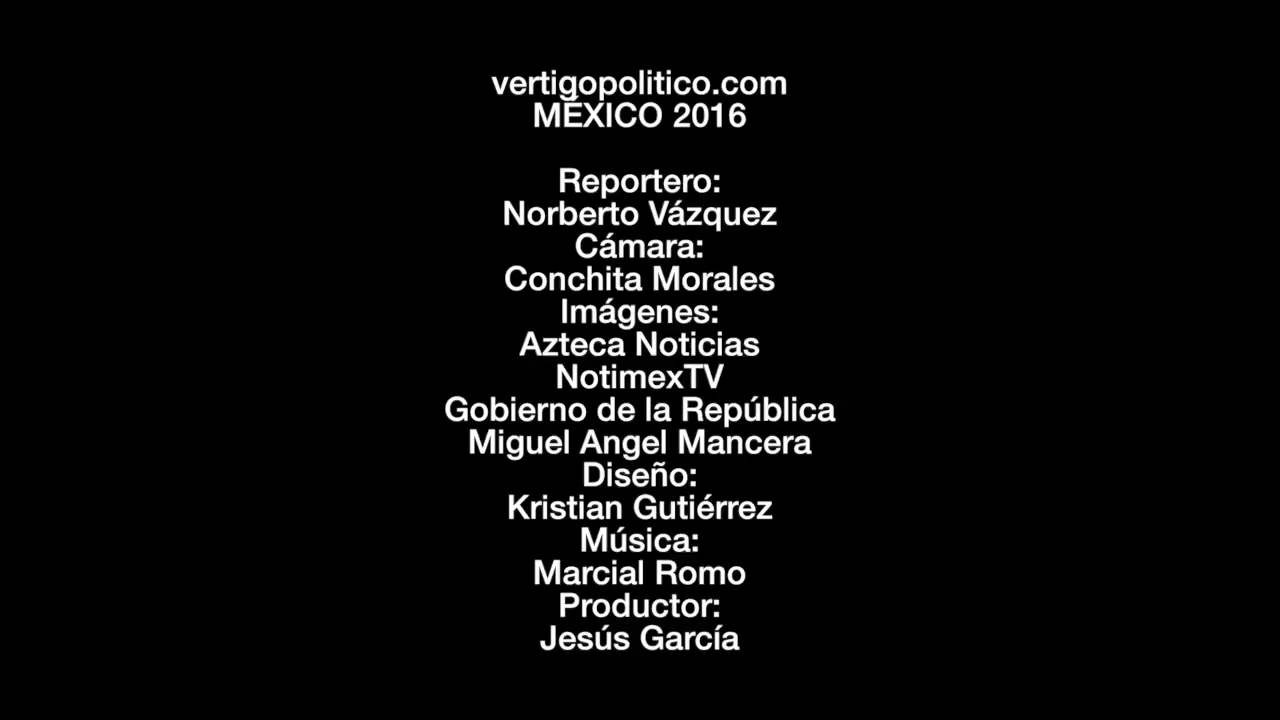 vertigopolitico.com
MÉXICO 2016
Reportero:
Norberto Vázquez
Cámara:
Conchita Morales
Imágenes:
Azteca Noticias
NotimexTV
Gobierno de la República
Miguel Angel Mancera
Diseño:
Kristian Gutiérrez
Música:
Marcial Romo
Productor:
Jesús García